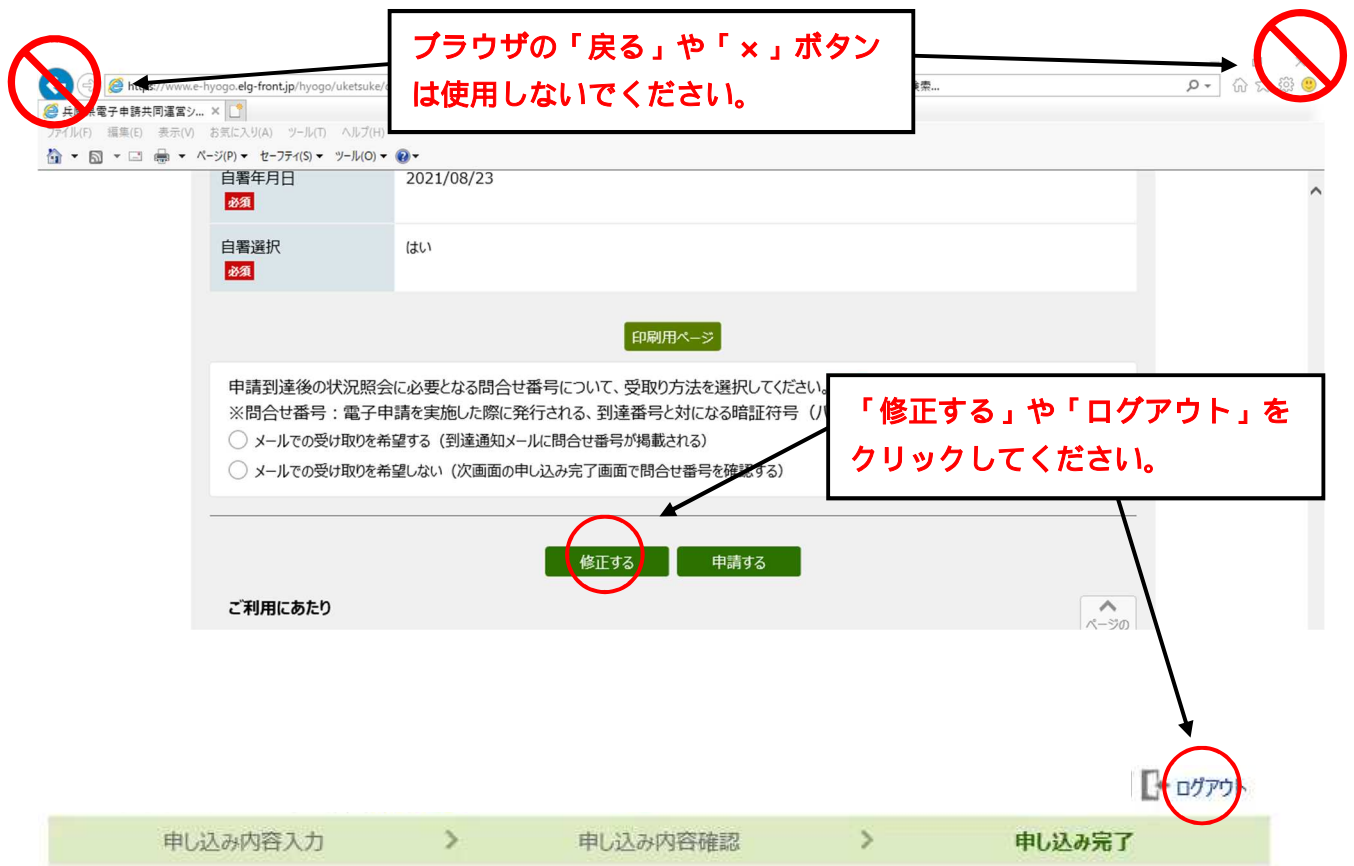 ブラウザの「戻る」や「×」ボタン
は使用しないでください。
https://www.e-hyogo.elg-front.jp/hyogo/uketsuke/
検索...
兵庫県電子申請共同運営シ... ×
ファイル(F) 編集(E) 表示(V) お気に入り(A) ツール(T) ヘルプ(H)
ページ(P) セーフティ(S) ツール(O)
自署年月日 2021/08/23
必須
自署選択 はい
必須
印刷用ページ
申請到達後の状況照会に必要となる問合せ番号について、受取り方法を選択してください。
※問合せ番号：電子申請を実施した際に発行される、到達番号と対になる暗証符号（
メールでの受け取りを希望する（到達通知メールに問合せ番号が掲載される）
メールでの受け取りを希望しない（次画面の申し込み完了画面で問合せ番号を確認する）
「修正する」や「ログアウト」を
クリックしてください。
修正する 申請する
ご利用にあたり
ページの
ログアウト
申し込み内容入力 > 申し込み内容確認 > 申し込み完了